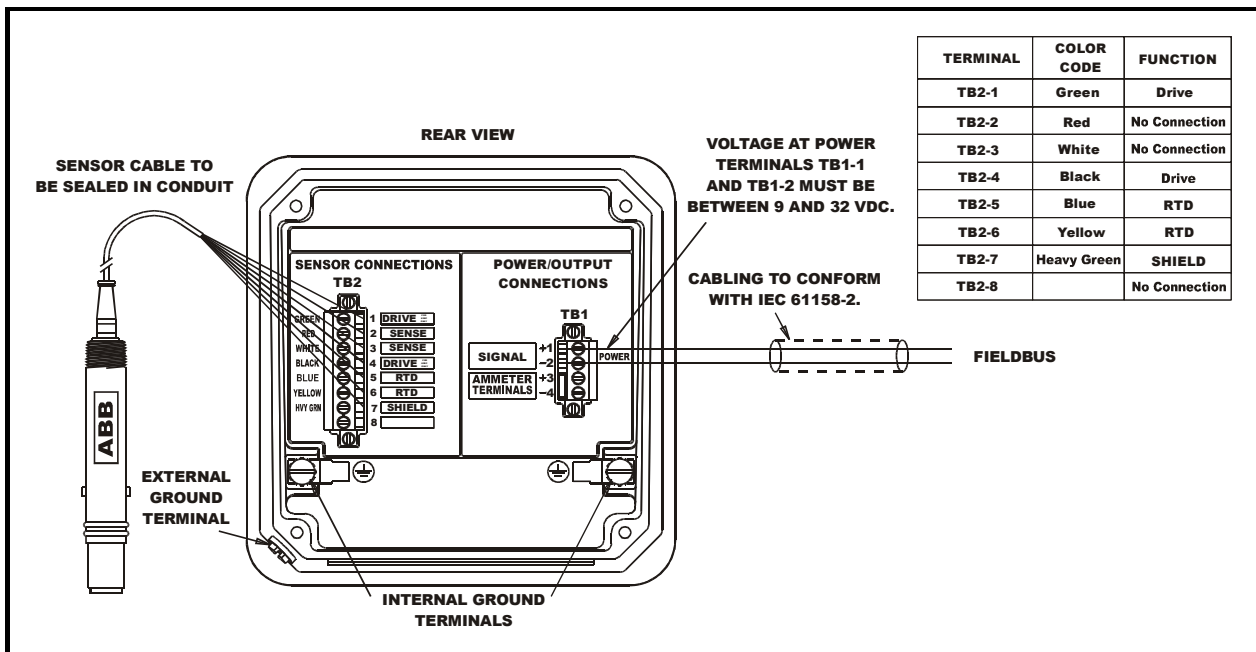 REAR VIEW
SENSOR CABLE TO
BE SEALED IN CONDUIT
VOLTAGE AT POWER
TERMINALS TB1-1
AND TB1-2 MUST BE
BETWEEN 9 AND 32 VDC.
TERMINAL COLOR CODE FUNCTION
TB2-1 Green Drive
TB2-2 Red No Connection
TB2-3 White No Connection
TB2-4 Black Drive
TB2-5 Blue RTD
TB2-6 Yellow RTD
TB2-7 Heavy Green SHIELD
TB2-8 No Connection
SENSOR CONNECTIONS
TB2
GREEN 1 DRIVE
RED 2 SENSE
WHITE 3 SENSE
BLACK 4 DRIVE
BLUE 5 RTD
YELLOW 6 RTD
HVY GRN 7 SHIELD
8
POWER/OUTPUT
CONNECTIONS
TB1
SIGNAL +1 POWER
−2
AMMETER +3
TERMINALS −4
CABLING TO CONFORM
WITH IEC 61158-2.
FIELDBUS
ABB
EXTERNAL
GROUND
TERMINAL
INTERNAL GROUND
TERMINALS